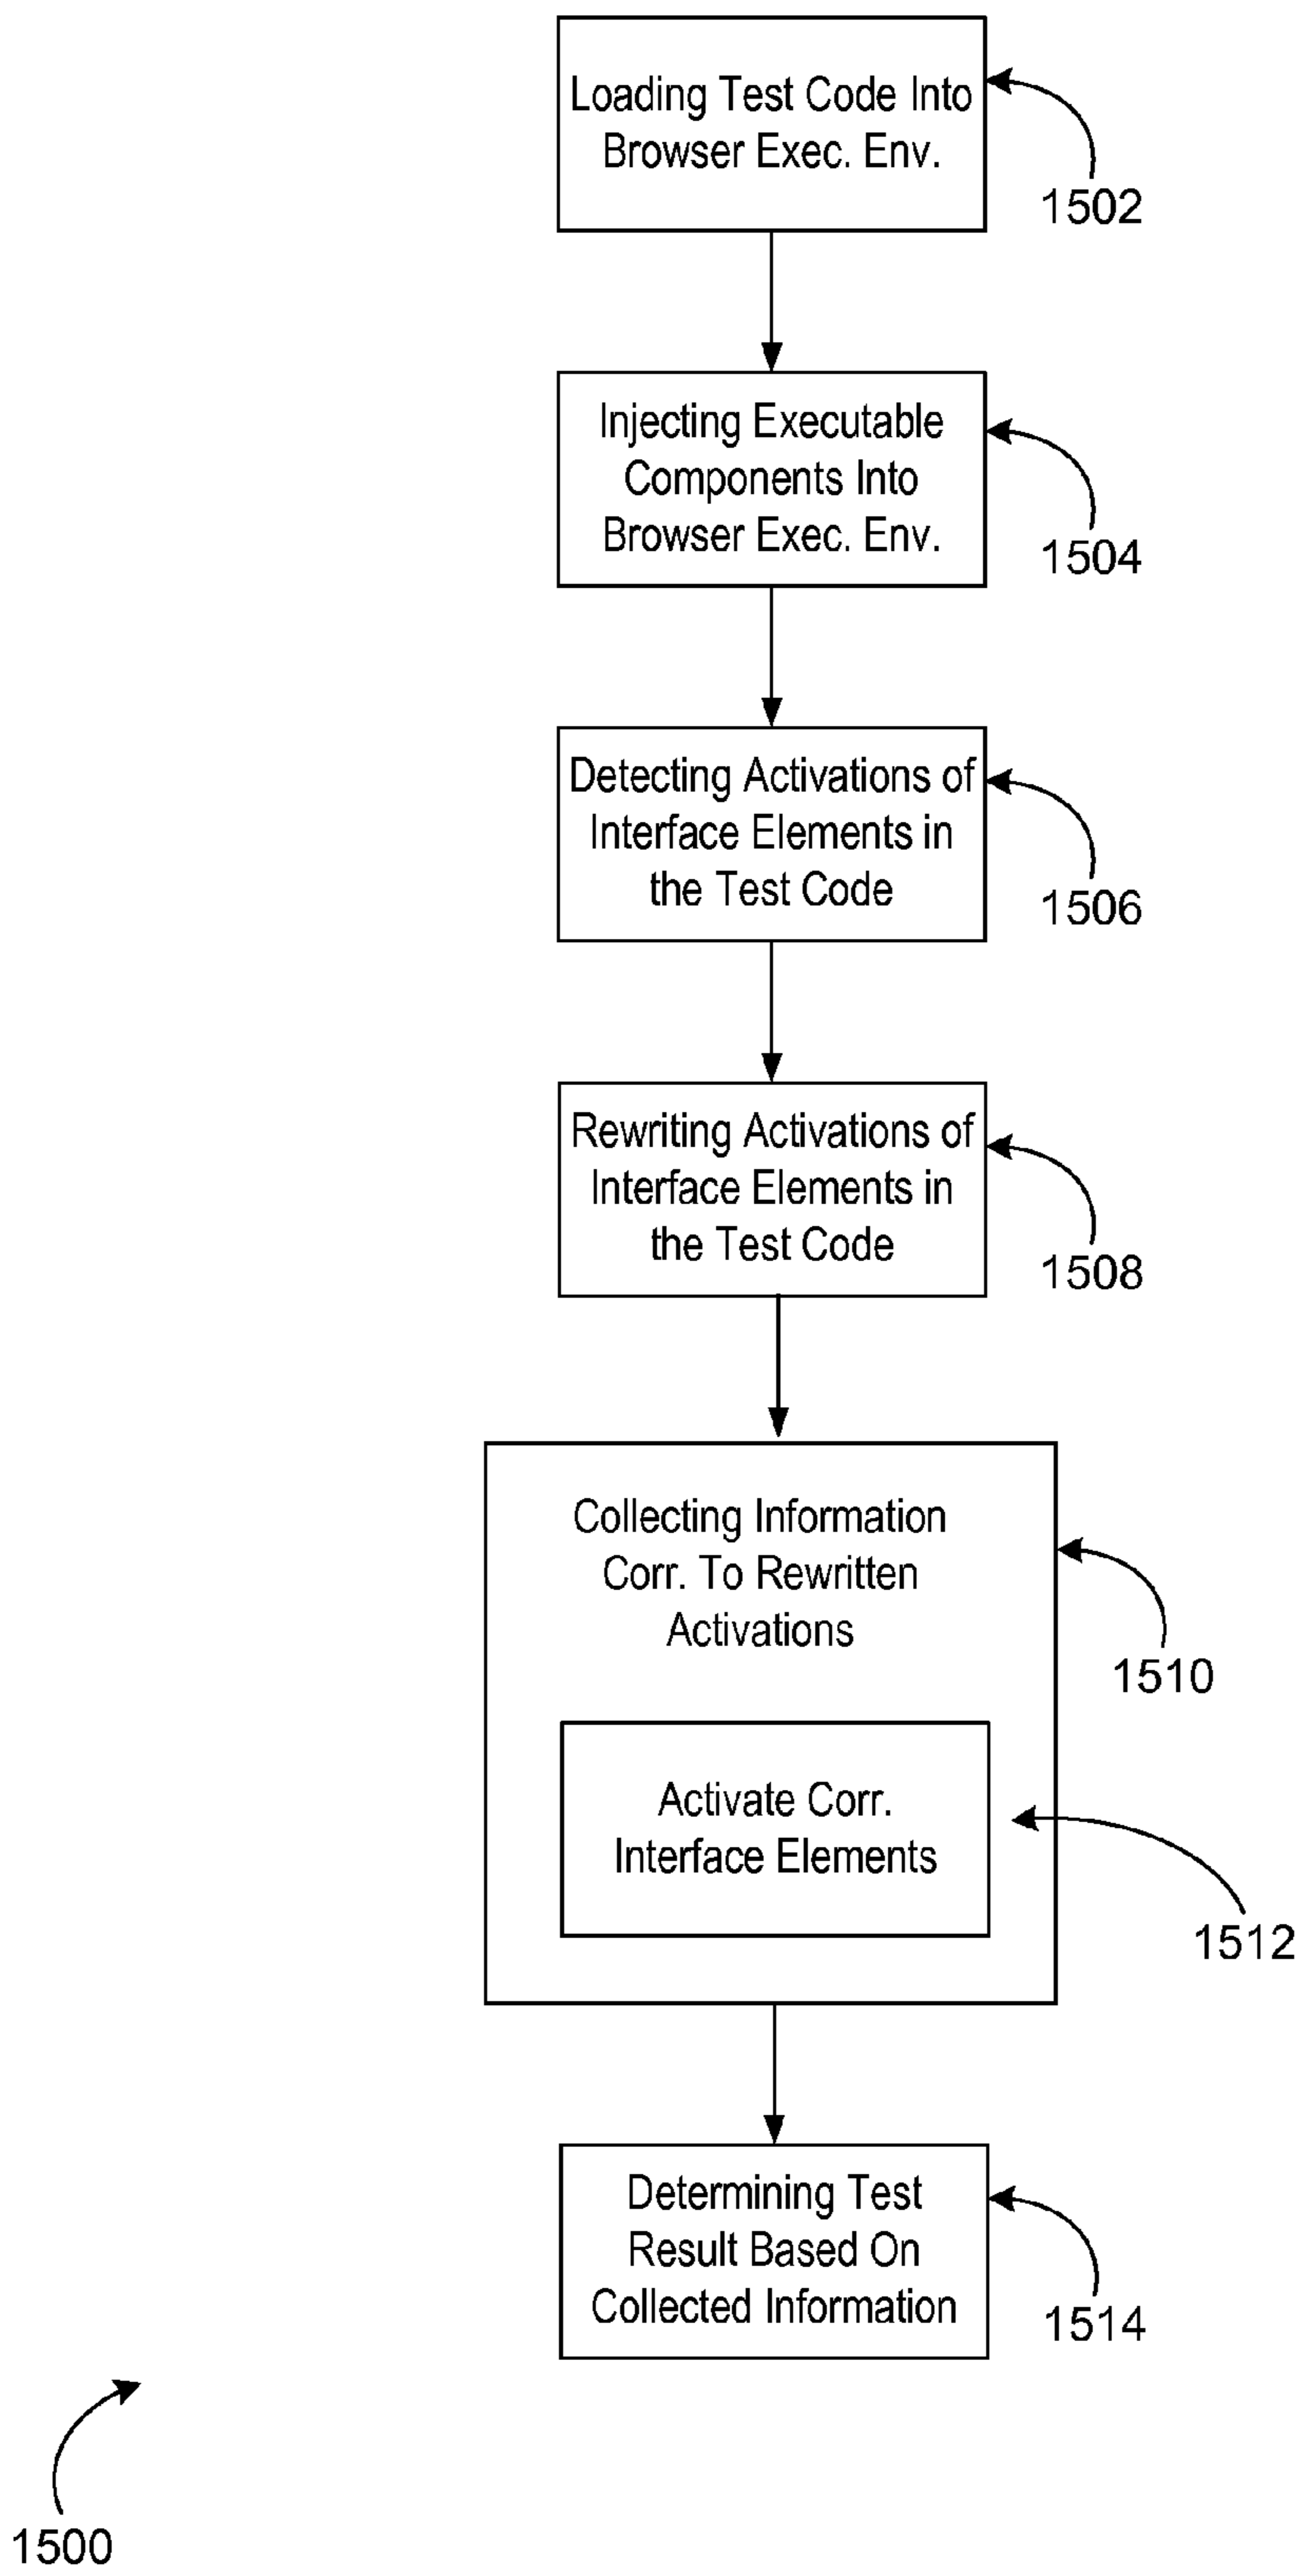 Loading Test Code Into
Browser Exec. Env.
1502
Injecting Executable
Components Into
Browser Exec. Env.
1504
Detecting Activations of
Interface Elements in
the Test Code
1506
Rewriting Activations of
Interface Elements in
the Test Code
1508
Collecting Information
Corr. To Rewritten
Activations
1510
Activate Corr.
Interface Elements
1512
Determining Test
Result Based On
Collected Information
1514
1500